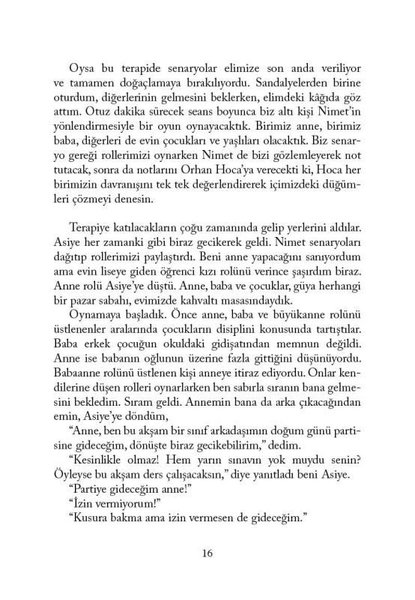 Oysa bu terapide senaryolar elimize son anda veriliyor
ve tamamen doğaçlamaya bırakılıyordu. Sandalyelerden birine
oturdum, diğerlerinin gelmesini beklerken, elimdeki kâğıda göz
attım. Otuz dakika sürecek seans boyunca biz altı kişi Nimet’in
yönlendirmesiyle bir oyun oynayacaktık. Birimiz anne, birimiz
baba, diğerleri de evin çocukları ve yaşlıları olacaktık. Biz senar-
yo gereği rollerimizi oynarken Nimet de bizi gözlemleyerek not
tutacak, sonra da notlarını Orhan Hoca’ya verecekti ki, Hoca her
birimizin davranışını tek tek değerlendirerek içimizdeki düğüm-
leri çözmeyi denesin.
Terapiye katılacakların çoğu zamanında gelip yerlerini aldılar.
Asiye her zamanki gibi biraz gecikerek geldi. Nimet senaryoları
dağıtıp rollerimizi paylaştırdı. Beni anne yapacağını sanıyordum
ama evin liseye giden öğrenci kızı rolünü verince şaşırdım biraz.
Anne rolü Asiye’ye düştü. Anne, baba ve çocuklar, güya herhangi
bir pazar sabahı, evimizde kahvaltı masasındaydık.
Oynamaya başladık. Önce anne, baba ve büyükanne rolünü
üstlenenler aralarında çocukların disiplini konusunda tartıştılar.
Baba erkek çocuğun okuldaki gidişatından memnun değildi.
Anne ise babanın oğlunun üzerine fazla gittiğini düşünüyordu.
Babaanne rolünü üstlenen kişi anneye itiraz ediyordu. Onlar ken-
dilerine düşen rolleri oynarlarken ben sabırla sıranın bana gelme-
sini bekledim. Sıram geldi. Annemin bana da arka çıkacağından
emin, Asiye’ye döndüm,
“Anne, ben bu akşam bir sınıf arkadaşımın doğum günü parti-
sine gideceğim, dönüşte biraz gecikebilirim,” dedim.
“Kesinlikle olmaz! Hem yarın sınavın yok muydu senin?
Öyleyse bu akşam ders çalışacaksın,” diye yanıtladı beni Asiye.
“Partiye gideceğim anne!”
“İzin vermiyorum!”
“Kusura bakma ama izin vermesen de gideceğim.”
16